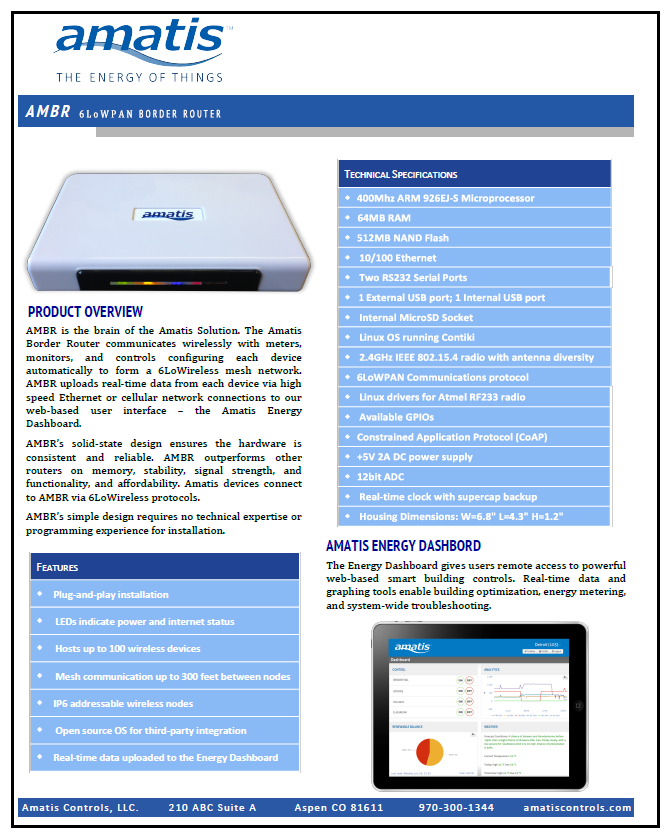 amatis™
THE ENERGY OF THINGS
AMBR 6LoWPAN BORDER ROUTER
amatis
PRODUCT OVERVIEW
AMBR is the brain of the Amatis Solution. The Amatis
Border Router communicates wirelessly with meters,
monitors, and controls configuring each device
automatically to form a 6LoWireless mesh network.
AMBR uploads real-time data from each device via high
speed Ethernet or cellular network connections to our
web-based user interface – the Amatis Energy
Dashboard.
AMBR's solid-state design ensures the hardware is
consistent and reliable. AMBR outperforms other
routers on memory, stability, signal strength, and
functionality, and affordability. Amatis devices connect
to AMBR via 6LoWireless protocols.
AMBR's simple design requires no technical expertise or
programming experience for installation.
FEATURES
Plug-and-play installation
LEDs indicate power and internet status
Hosts up to 100 wireless devices
Mesh communication up to 300 feet between nodes
IP6 addressable wireless nodes
Open source OS for third-party integration
Real-time data uploaded to the Energy Dashboard
TECHNICAL SPECIFICATIONS
400Mhz ARM 926EJ-S Microprocessor
64MB RAM
512MB NAND Flash
10/100 Ethernet
Two RS232 Serial Ports
1 External USB port; 1 Internal USB port
Internal MicroSD Socket
Linux OS running Contiki
2.4GHz IEEE 802.15.4 radio with antenna diversity
6LoWPAN Communications protocol
Linux drivers for Atmel RF233 radio
Available GPIOs
Constrained Application Protocol (CoAP)
+5V 2A DC power supply
12bit ADC
Real-time clock with supercap backup
Housing Dimensions: W=6.8" L=4.3" H=1.2"
AMATIS ENERGY DASHBORD
The Energy Dashboard gives users remote access to powerful
web-based smart building controls. Real-time data and
graphing tools enable building optimization, energy metering,
and system-wide troubleshooting.
amatis
Dashboard
CONTROL
ANALYTICS
RENEWABLE BALANCE
WEATHER
Amatis Controls, LLC. 210 ABC Suite A Aspen CO 81611 970-300-1344 amatiscontrols.com